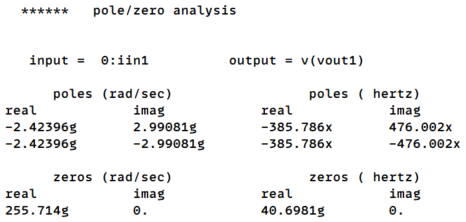 ****** pole/zero analysis
input = 0:iin1 output = v(vout1)
poles (rad/sec) poles ( hertz)
real imag real imag
-2.42396g 2.99081g -385.786x 476.002x
-2.42396g -2.99081g -385.786x -476.002x
zeros (rad/sec) zeros ( hertz)
real imag real imag
255.714g 0. 40.6981g 0.